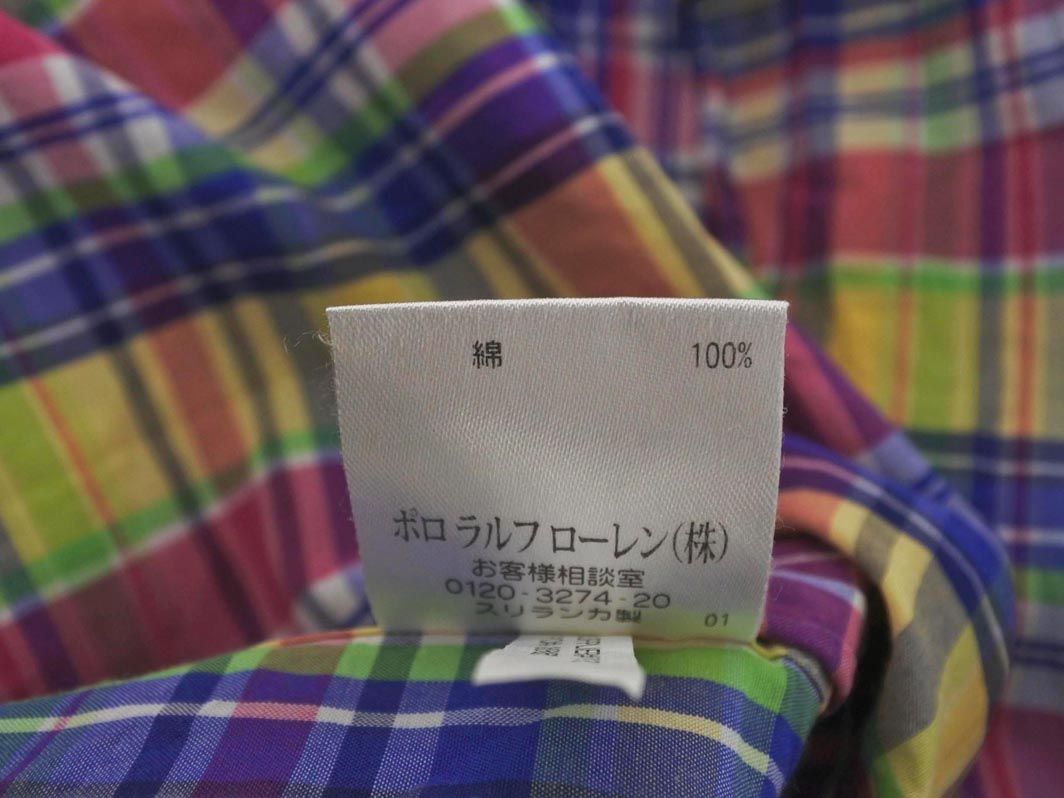 綿 100%
ポロ ラルフ ローレン(株)
お客様相談室
0120-3274-20
スリランカ製 01